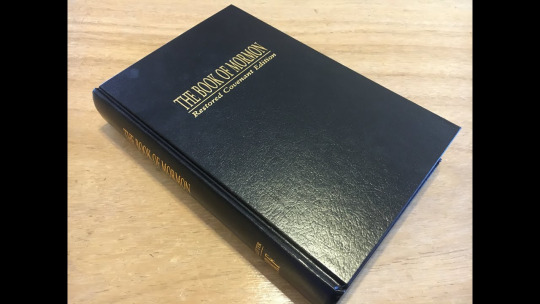 THE BOOK OF MORMON
Restored Covenant Edition
THE BOOK OF MORMON